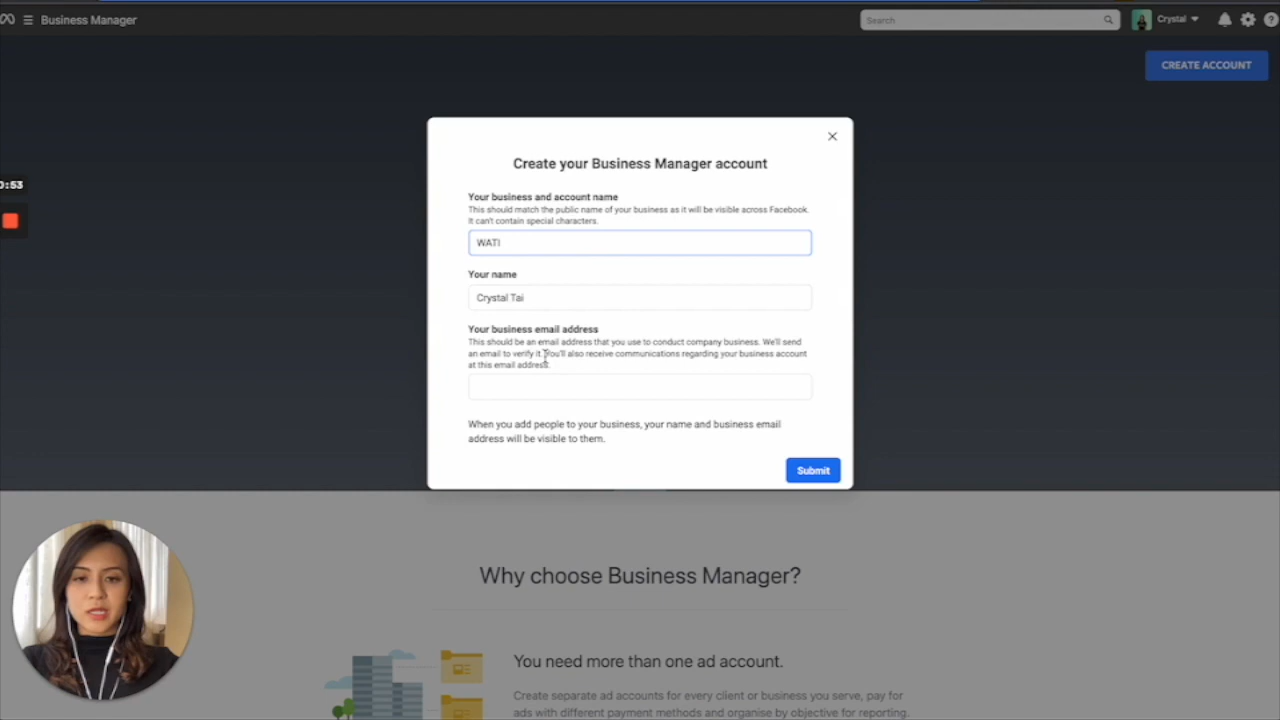 Business Manager
Search
Crystal
CREATE ACCOUNT
0:53
Create your Business Manager account
Your business and account name
This should match the public name of your business as it will be visible across Facebook.
It can't contain special characters.
WATI
Your name
Crystal Tai
Your business email address
This should be an email address that you use to conduct company business. We'll send
an email to verify it. You'll also receive communications regarding your business account
at this email address.
When you add people to your business, your name and business email
address will be visible to them.
Submit
Why choose Business Manager?
You need more than one ad account.
Create separate ad accounts for every client or business you serve, pay for
ads with different payment methods and organise by objective for reporting.